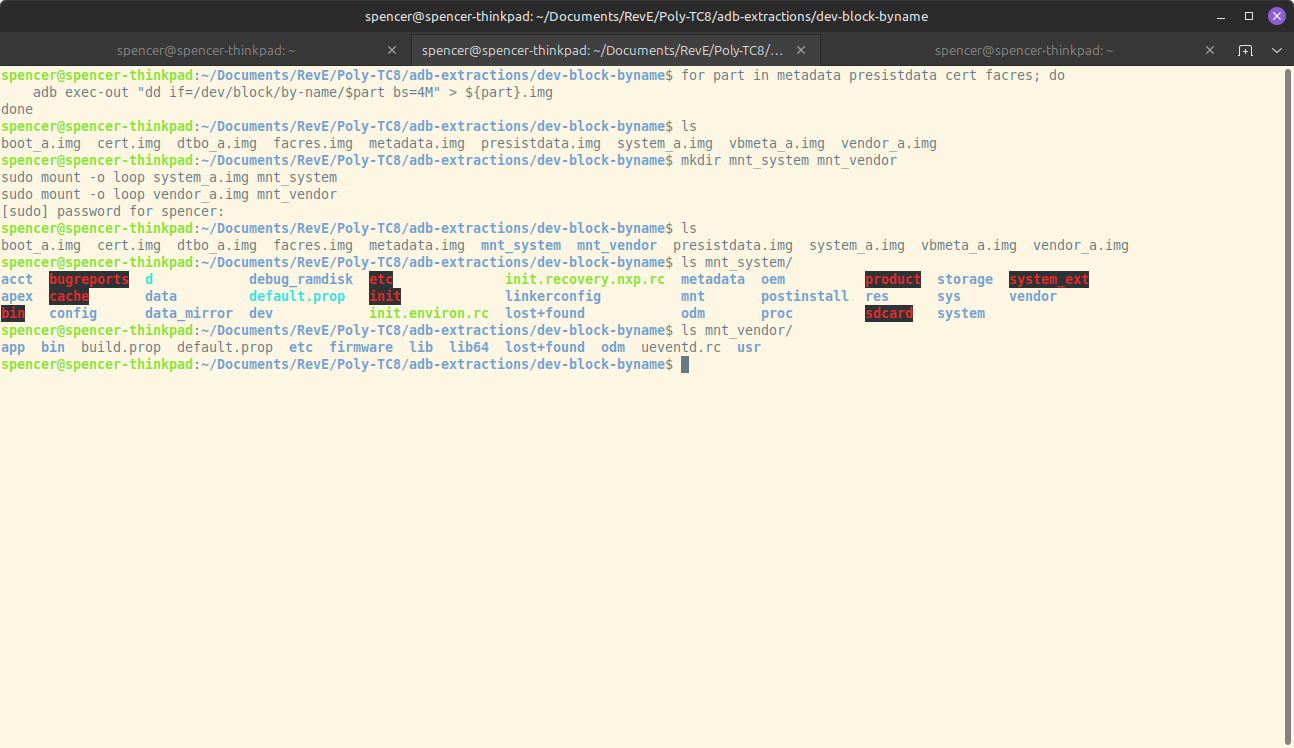 spencer@spencer-thinkpad: ~/Documents/RevE/Poly-TC8/adb-extractions/dev-block-byname
spencer@spencer-thinkpad: ~
spencer@spencer-thinkpad: ~/Documents/RevE/Poly-TC8/...
spencer@spencer-thinkpad: ~
spencer@spencer-thinkpad:~/Documents/RevE/Poly-TC8/adb-extractions/dev-block-byname$ for part in metadata presistdata cert facres; do
    adb exec-out "dd if=/dev/block/by-name/$part bs=4M" > ${part}.img
done
spencer@spencer-thinkpad:~/Documents/RevE/Poly-TC8/adb-extractions/dev-block-byname$ ls
boot_a.img  cert.img  dtbo_a.img  facres.img  metadata.img  presistdata.img  system_a.img  vbmeta_a.img  vendor_a.img
spencer@spencer-thinkpad:~/Documents/RevE/Poly-TC8/adb-extractions/dev-block-byname$ mkdir mnt_system mnt_vendor
sudo mount -o loop system_a.img mnt_system
sudo mount -o loop vendor_a.img mnt_vendor
[sudo] password for spencer:
spencer@spencer-thinkpad:~/Documents/RevE/Poly-TC8/adb-extractions/dev-block-byname$ ls
boot_a.img  cert.img  dtbo_a.img  facres.img  metadata.img  mnt_system  mnt_vendor  presistdata.img  system_a.img  vbmeta_a.img  vendor_a.img
spencer@spencer-thinkpad:~/Documents/RevE/Poly-TC8/adb-extractions/dev-block-byname$ ls mnt_system/
acct  bugreports  d            debug_ramdisk  etc              init.recovery.nxp.rc  metadata  oem          product  storage  system_ext
apex  cache       data         default.prop   init             linkerconfig          mnt       postinstall  res      sys      vendor
bin   config      data_mirror  dev            init.environ.rc  lost+found            odm       proc         sdcard   system
spencer@spencer-thinkpad:~/Documents/RevE/Poly-TC8/adb-extractions/dev-block-byname$ ls mnt_vendor/
app  bin  build.prop  default.prop  etc  firmware  lib  lib64  lost+found  odm  ueventd.rc  usr
spencer@spencer-thinkpad:~/Documents/RevE/Poly-TC8/adb-extractions/dev-block-byname$